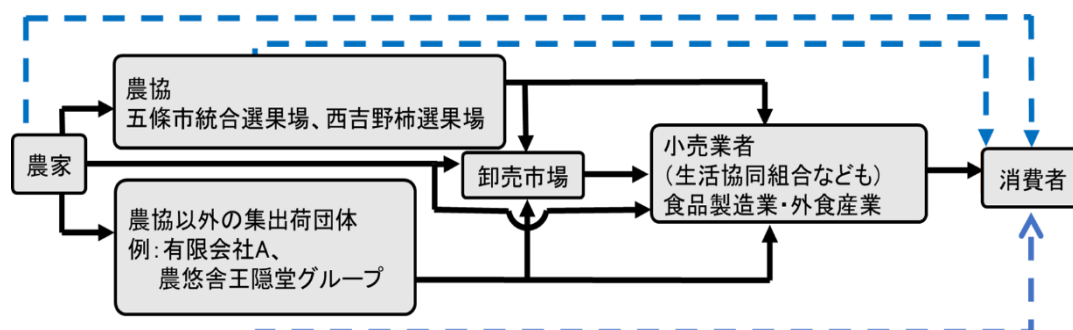 農協
五條市統合選果場、西吉野柿選果場
農家
卸売市場
小売業者
（生活協同組合なども）
食品製造業・外食産業
消費者
農協以外の集出荷団体
例：有限会社A、
農悠舎王隠堂グループ